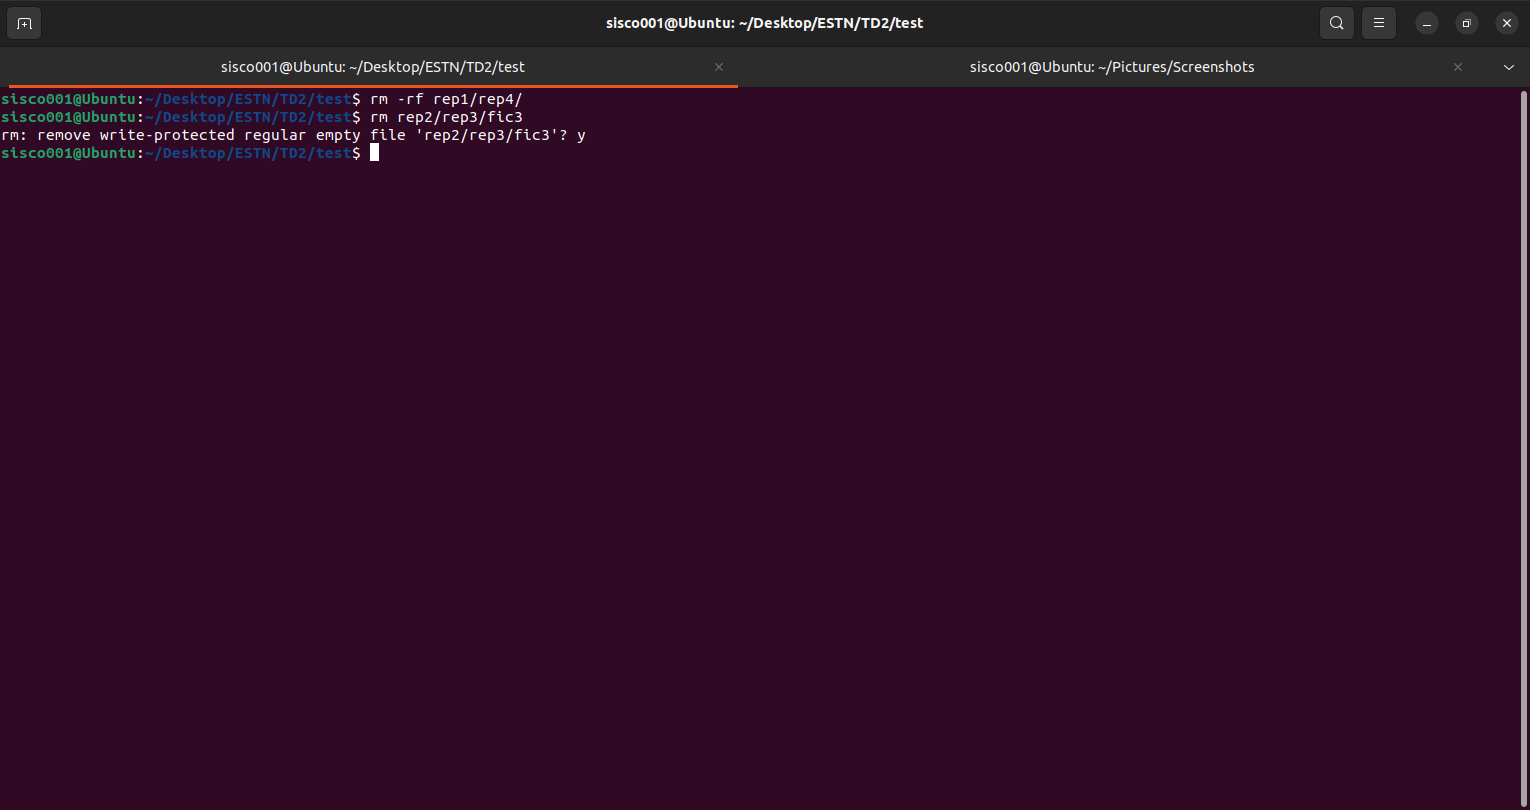 sisco001@Ubuntu: ~/Desktop/ESTN/TD2/test
sisco001@Ubuntu: ~/Desktop/ESTN/TD2/test
sisco001@Ubuntu: ~/Pictures/Screenshots
sisco001@Ubuntu:~/Desktop/ESTN/TD2/test$ rm -rf rep1/rep4/
sisco001@Ubuntu:~/Desktop/ESTN/TD2/test$ rm rep2/rep3/fic3
rm: remove write-protected regular empty file 'rep2/rep3/fic3'? y
sisco001@Ubuntu:~/Desktop/ESTN/TD2/test$